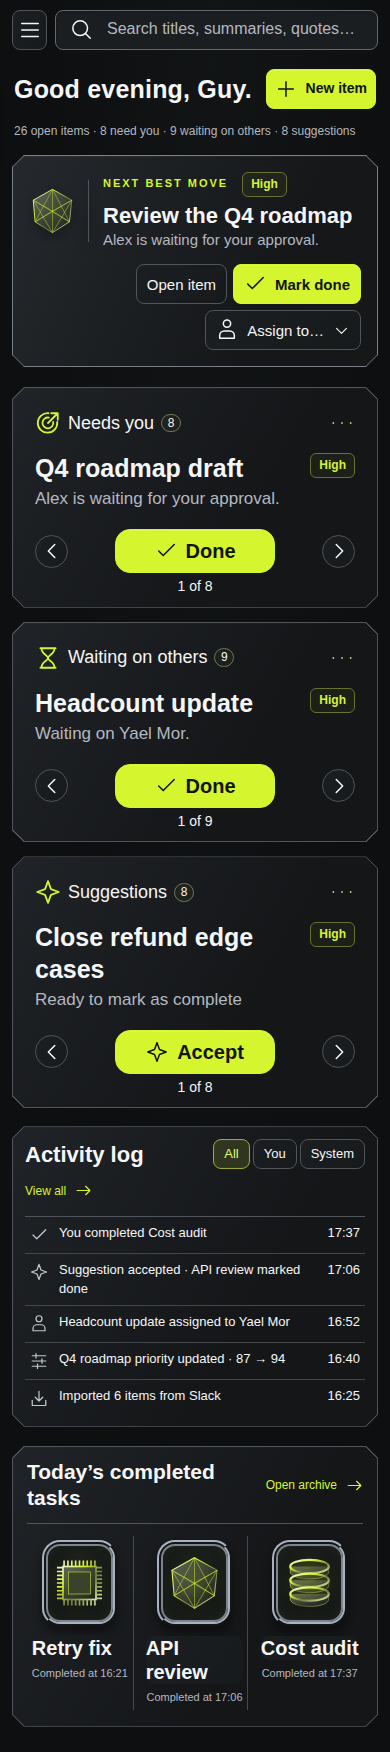 Search titles, summaries, quotes…
Good evening, Guy.
New item
26 open items · 8 need you · 9 waiting on others · 8 suggestions
NEXT BEST MOVE
High
Review the Q4 roadmap
Alex is waiting for your approval.
Open item
Mark done
Assign to…
Needs you
8
Q4 roadmap draft
High
Alex is waiting for your approval.
Done
1 of 8
Waiting on others
9
Headcount update
High
Waiting on Yael Mor.
Done
1 of 9
Suggestions
8
Close refund edge
cases
High
Ready to mark as complete
Accept
1 of 8
Activity log
All
You
System
View all →
You completed Cost audit
17:37
Suggestion accepted · API review marked
done
17:06
Headcount update assigned to Yael Mor
16:52
Q4 roadmap priority updated · 87 → 94
16:40
Imported 6 items from Slack
16:25
Today’s completed
tasks
Open archive →
Retry fix
Completed at 16:21
API
review
Completed at 17:06
Cost audit
Completed at 17:37